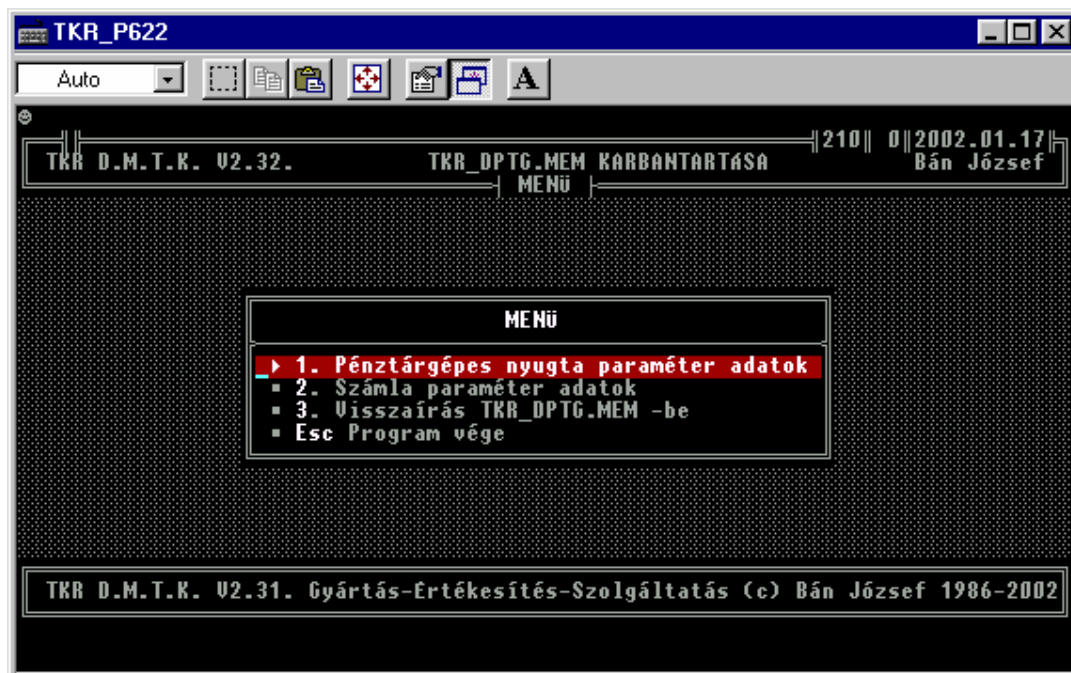 TKR_P622
Auto
A
210 0 2002.01.17
TKR D.M.T.K. V2.32. TKR_DPTG.MEM KARBANTARTáSA Bán József
MENü
MENü
1. Pénztárgépes nyugta paraméter adatok
2. Számla paraméter adatok
3. Visszaírás TKR_DPTG.MEM -be
Esc Program vége
TKR D.M.T.K. V2.31. Gyártás-Értékesítés-Szolgáltatás (c) Bán József 1986-2002